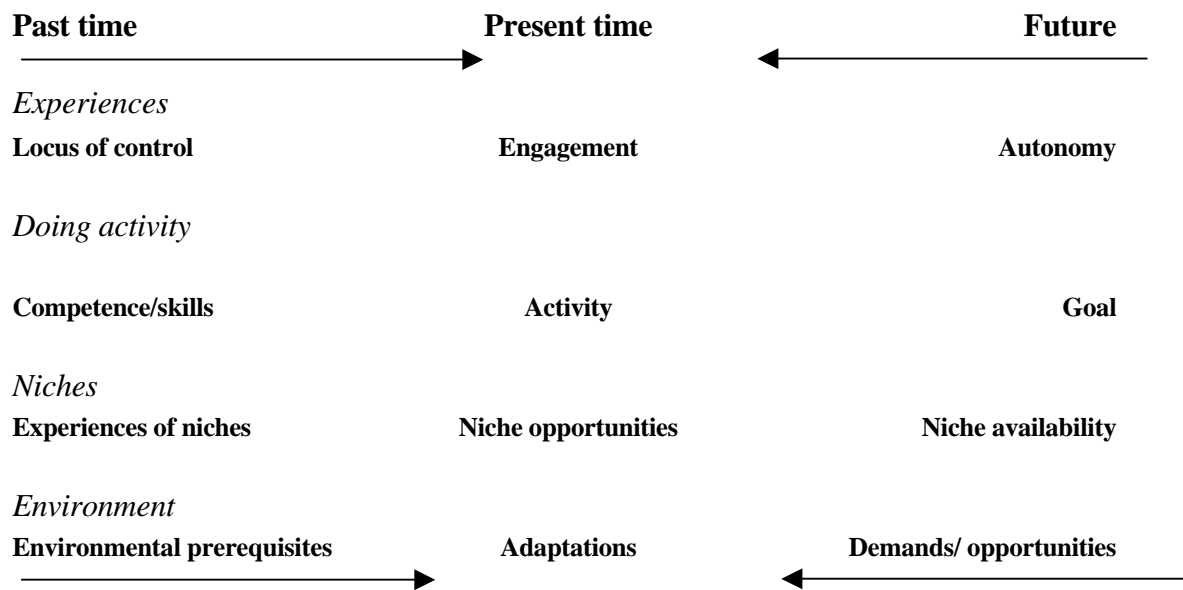 Past time Present time Future
Experiences
Locus of control Engagement Autonomy
Doing activity
Competence/skills Activity Goal
Niches
Experiences of niches Niche opportunities Niche availability
Environment
Environmental prerequisites Adaptations Demands/ opportunities